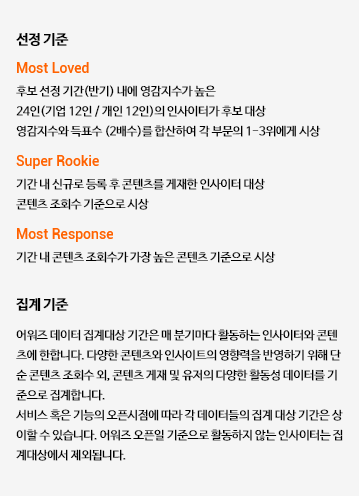 선정 기준
Most Loved
후보 선정 기간(반기) 내에 영감지수가 높은
24인(기업 12인 / 개인 12인)의 인사이터가 후보 대상
영감지수와 득표수 (2배수)를 합산하여 각 부문의 1-3위에게 시상
Super Rookie
기간 내 신규로 등록 후 콘텐츠를 게재한 인사이터 대상
콘텐츠 조회수 기준으로 시상
Most Response
기간 내 콘텐츠 조회수가 가장 높은 콘텐츠 기준으로 시상
집계 기준
어워즈 데이터 집계대상 기간은 매 분기마다 활동하는 인사이터와 콘텐
츠에 한합니다. 다양한 콘텐츠와 인사이트의 영향력을 반영하기 위해 단
순 콘텐츠 조회수 외, 콘텐츠 게재 및 유저의 다양한 활동성 데이터를 기
준으로 집계합니다.
서비스 혹은 기능의 오픈시점에 따라 각 데이터들의 집계 대상 기간은 상
이할 수 있습니다. 어워즈 오픈일 기준으로 활동하지 않는 인사이터는 집
계대상에서 제외됩니다.